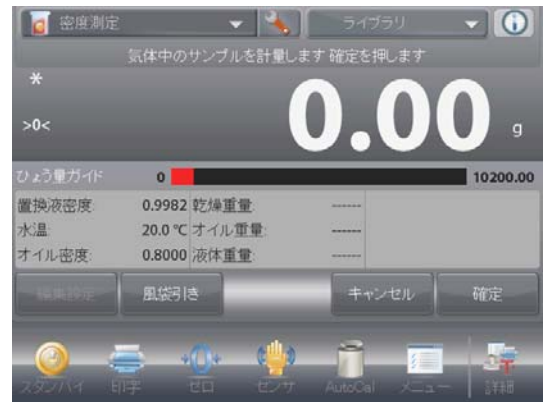 密度測定
ライブラリ
気体中のサンプルを計量します 確定を押します
*
>0<
0.00 g
ひょう量ガイド 0 10200.00
置換液密度: 0.9982 乾燥重量: ------
水温: 20.0 °C オイル重量: ------
オイル密度: 0.8000 液体重量: ------
編集設定 風袋引き キャンセル 確定
スタンバイ 印字 ゼロ センサ AutoCal メニュー 詳細